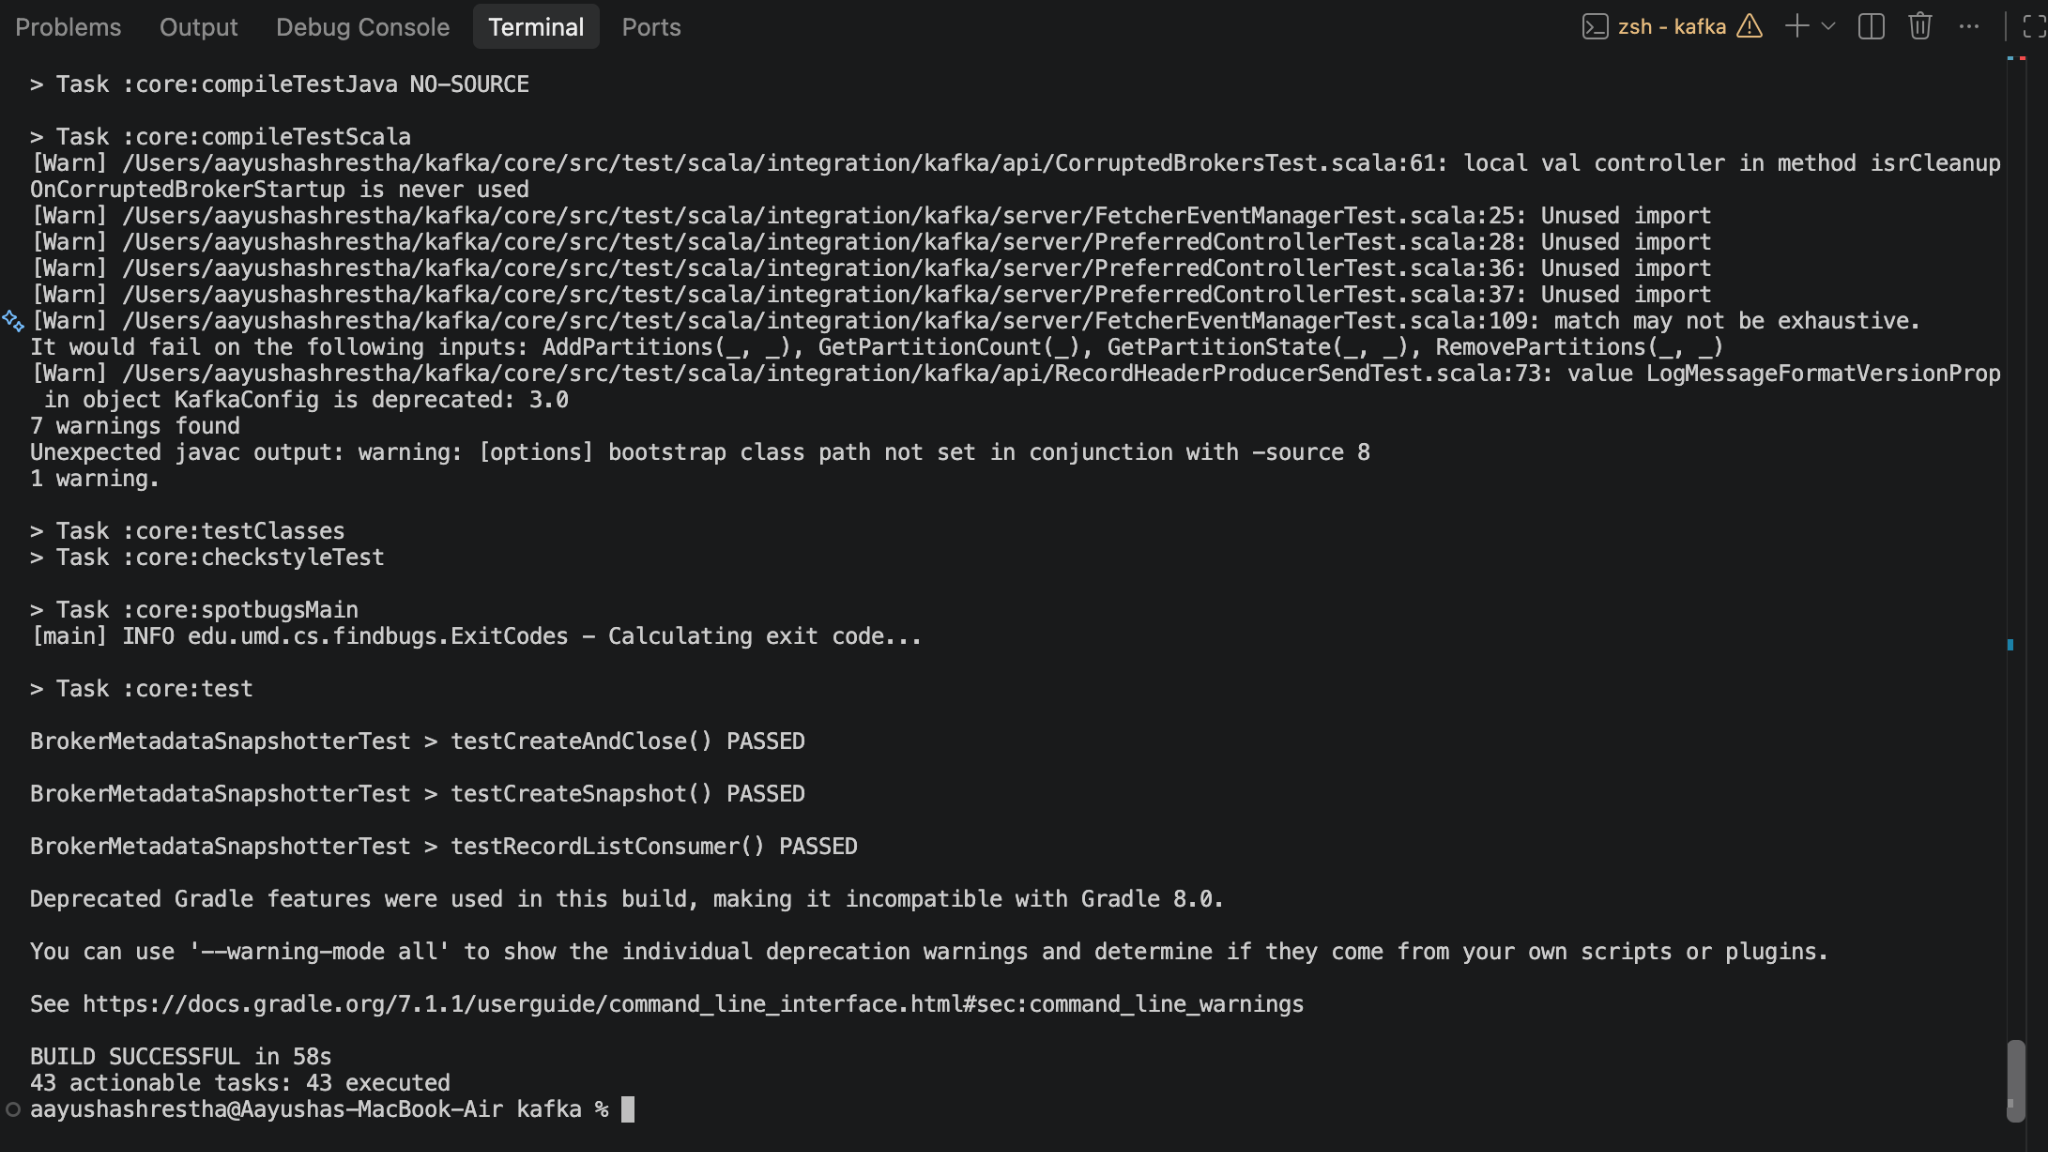 Problems Output Debug Console Terminal Ports zsh - kafka
> Task :core:compileTestJava NO-SOURCE
> Task :core:compileTestScala
[Warn] /Users/aayushashrestha/kafka/core/src/test/scala/integration/kafka/api/CorruptedBrokersTest.scala:61: local val controller in method isrCleanup
OnCorruptedBrokerStartup is never used
[Warn] /Users/aayushashrestha/kafka/core/src/test/scala/integration/kafka/server/FetcherEventManagerTest.scala:25: Unused import
[Warn] /Users/aayushashrestha/kafka/core/src/test/scala/integration/kafka/server/PreferredControllerTest.scala:28: Unused import
[Warn] /Users/aayushashrestha/kafka/core/src/test/scala/integration/kafka/server/PreferredControllerTest.scala:36: Unused import
[Warn] /Users/aayushashrestha/kafka/core/src/test/scala/integration/kafka/server/PreferredControllerTest.scala:37: Unused import
[Warn] /Users/aayushashrestha/kafka/core/src/test/scala/integration/kafka/server/FetcherEventManagerTest.scala:109: match may not be exhaustive.
It would fail on the following inputs: AddPartitions(_, _), GetPartitionCount(_), GetPartitionState(_, _), RemovePartitions(_, _)
[Warn] /Users/aayushashrestha/kafka/core/src/test/scala/integration/kafka/api/RecordHeaderProducerSendTest.scala:73: value LogMessageFormatVersionProp
 in object KafkaConfig is deprecated: 3.0
7 warnings found
Unexpected javac output: warning: [options] bootstrap class path not set in conjunction with -source 8
1 warning.
> Task :core:testClasses
> Task :core:checkstyleTest
> Task :core:spotbugsMain
[main] INFO edu.umd.cs.findbugs.ExitCodes - Calculating exit code...
> Task :core:test
BrokerMetadataSnapshotterTest > testCreateAndClose() PASSED
BrokerMetadataSnapshotterTest > testCreateSnapshot() PASSED
BrokerMetadataSnapshotterTest > testRecordListConsumer() PASSED
Deprecated Gradle features were used in this build, making it incompatible with Gradle 8.0.
You can use '--warning-mode all' to show the individual deprecation warnings and determine if they come from your own scripts or plugins.
See https://docs.gradle.org/7.1.1/userguide/command_line_interface.html#sec:command_line_warnings
BUILD SUCCESSFUL in 58s
43 actionable tasks: 43 executed
aayushashrestha@Aayushas-MacBook-Air kafka %